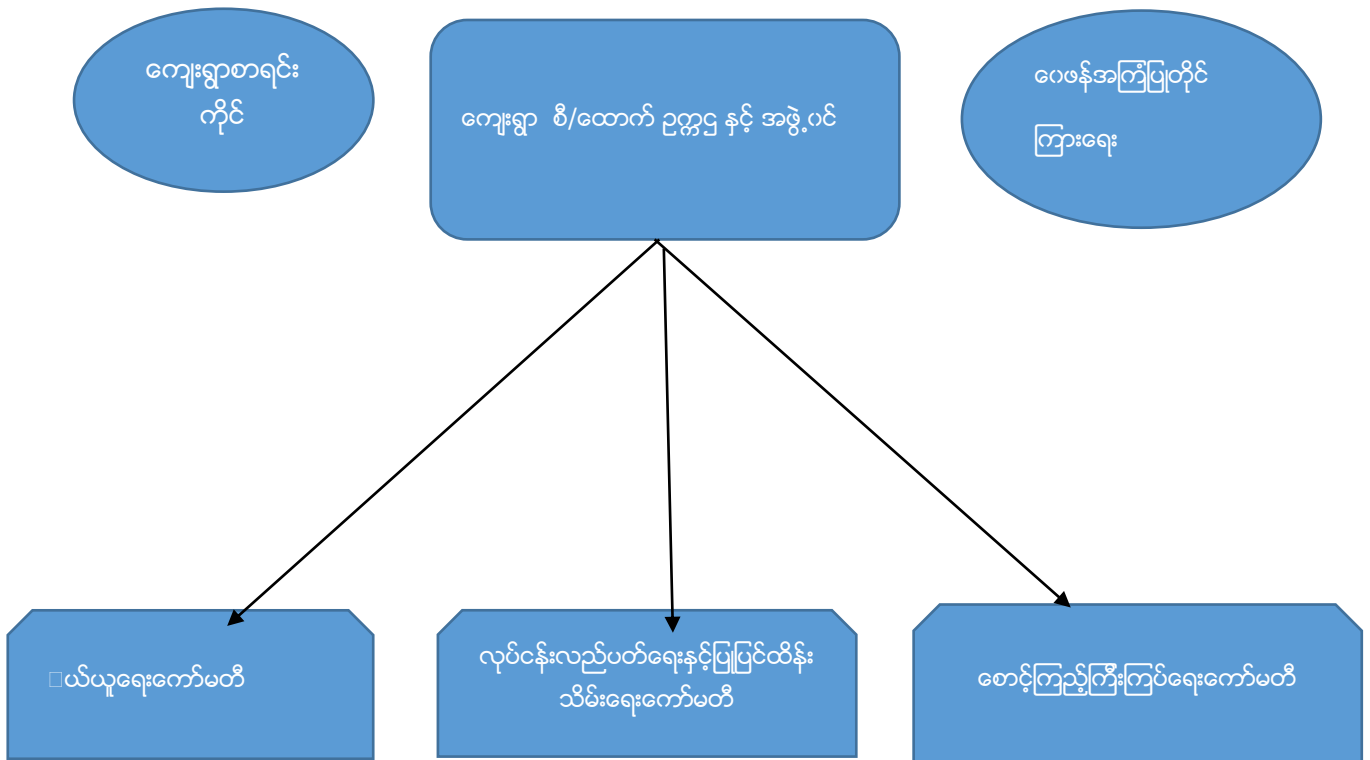 ကျေးရွာစာရင်း
ကိုင်
ကျေးရွာ စီ/ထောက် ဥက္ကဌ နှင့် အဖွဲ့ဝင်
ဝေဖန်အကြံပြုတိုင်
ကြားရေး
ယ်ယူရေးကော်မတီ
လုပ်ငန်းလည်ပတ်ရေးနှင့်ပြုပြင်ထိန်း
သိမ်းရေးကော်မတီ
စောင့်ကြည့်ကြီးကြပ်ရေးကော်မတီ